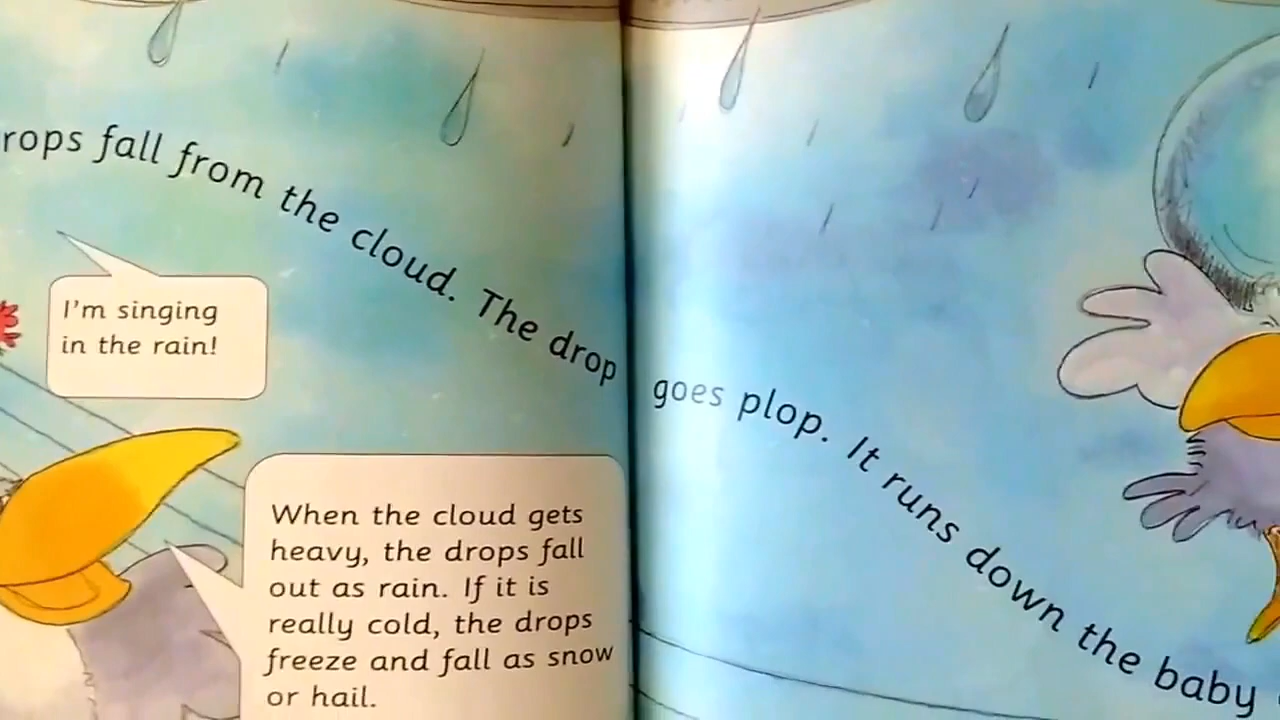 rops fall from the cloud. The drop goes plop. It runs down the baby
I'm singing
in the rain!
When the cloud gets
heavy, the drops fall
out as rain. If it is
really cold, the drops
freeze and fall as snow
or hail.